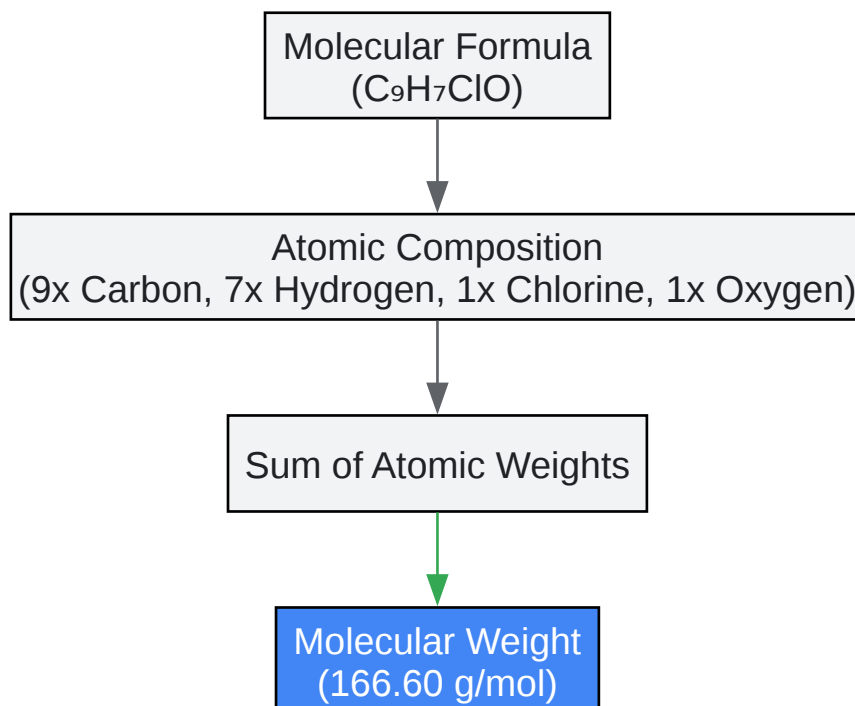 Molecular Formula
(C₉H₇ClO)
Atomic Composition
(9x Carbon, 7x Hydrogen, 1x Chlorine, 1x Oxygen)
Sum of Atomic Weights
Molecular Weight
(166.60 g/mol)